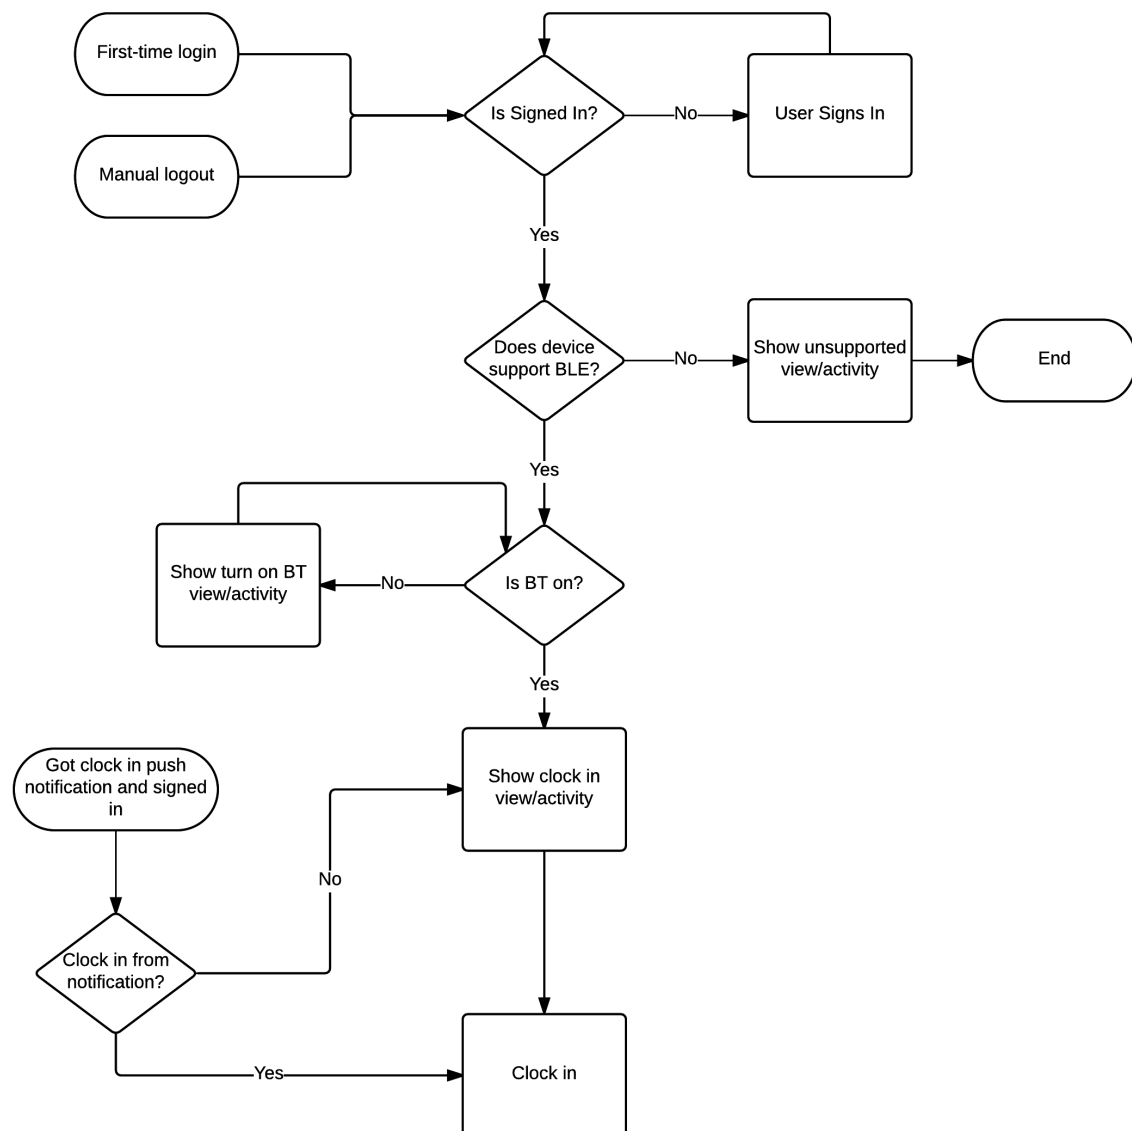 First-time login
Is Signed In?
No
User Signs In
Manual logout
Yes
Does device
support BLE?
No
Show unsupported
view/activity
End
Yes
Show turn on BT
view/activity
No
Is BT on?
Yes
Got clock in push
notification and signed
in
Show clock in
view/activity
No
Clock in from
notification?
Yes
Clock in